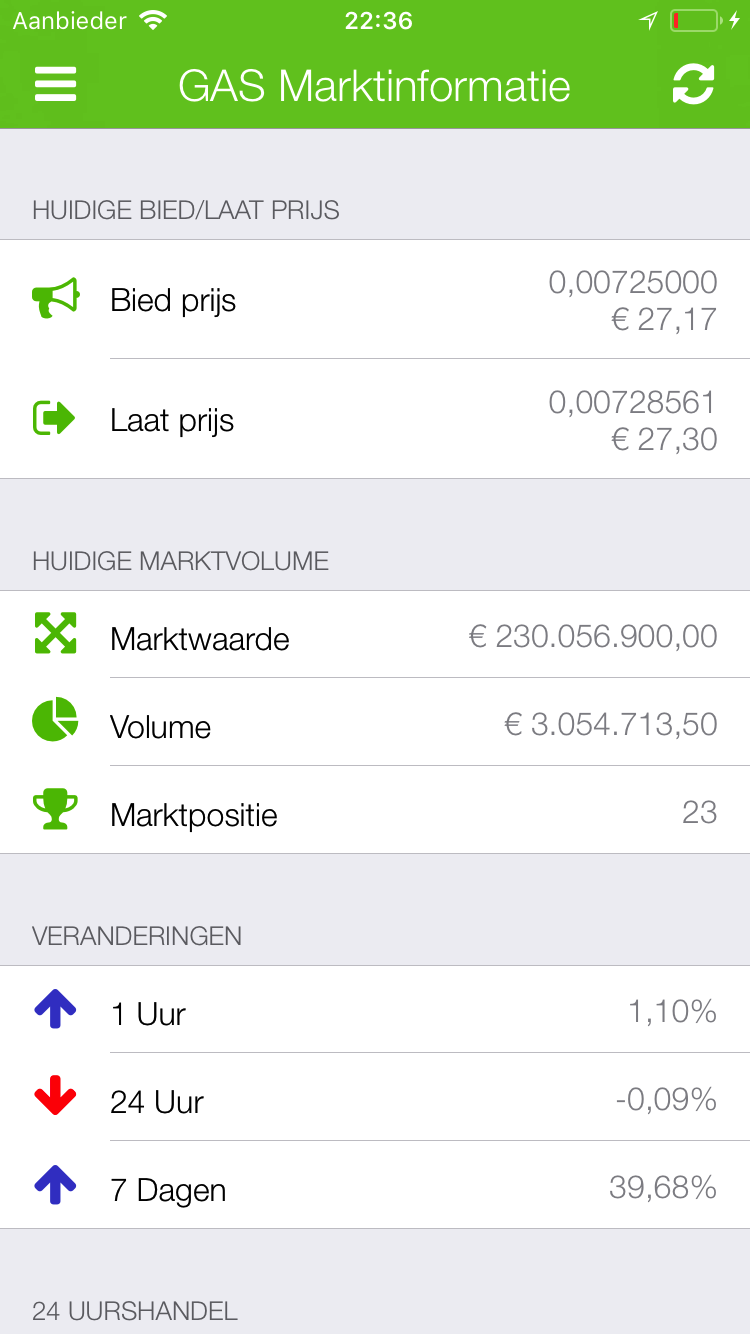 Aanbieder 22:36
GAS Marktinformatie
HUIDIGE BIED/LAAT PRIJS
Bied prijs 0,00725000
€ 27,17
Laat prijs 0,00728561
€ 27,30
HUIDIGE MARKTVOLUME
Marktwaarde € 230.056.900,00
Volume € 3.054.713,50
Marktpositie 23
VERANDERINGEN
1 Uur 1,10%
24 Uur -0,09%
7 Dagen 39,68%
24 UURSHANDEL